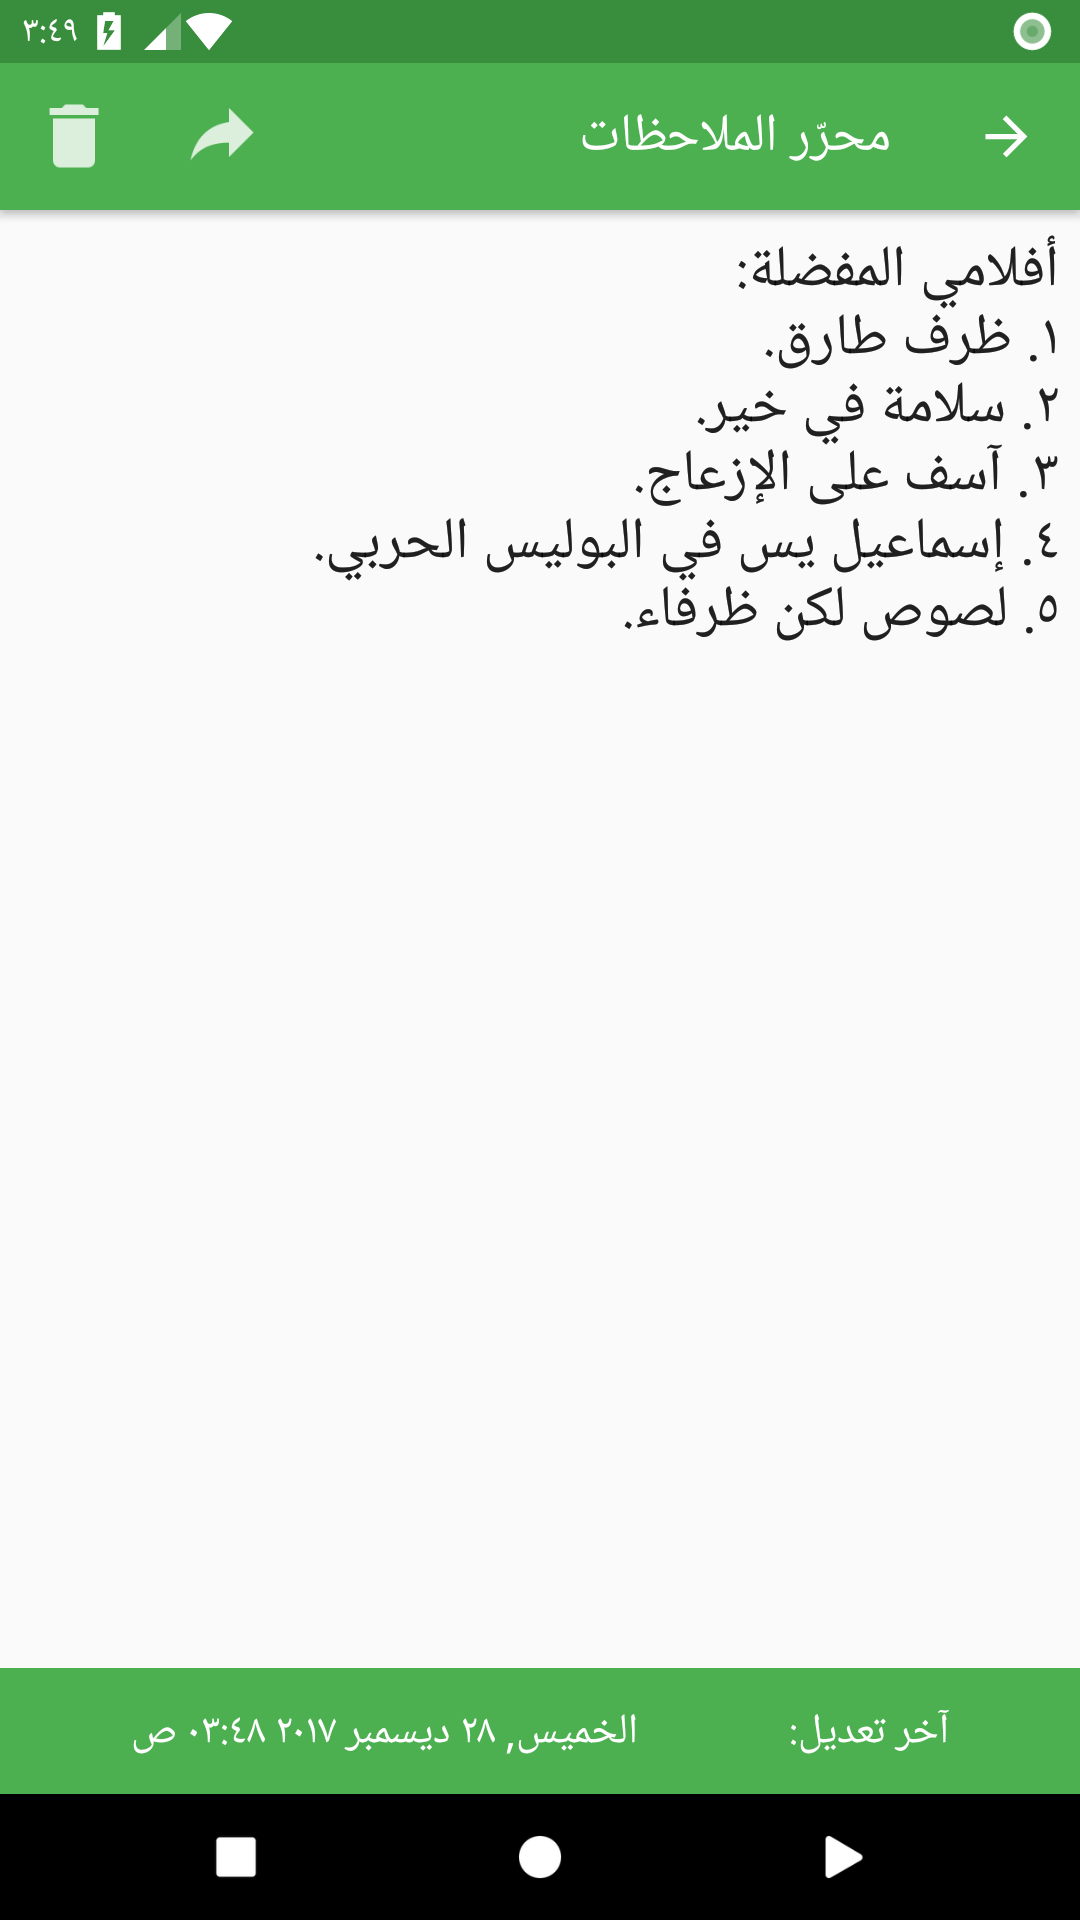 ٣:٤٩
محرّر الملاحظات
أفلامي المفضلة:
١. ظرف طارق.
٢. سلامة في خير.
٣. آسف على الإزعاج.
٤. إسماعيل يس في البوليس الحربي.
٥. لصوص لكن ظرفاء.
آخر تعديل: الخميس, ٢٨ ديسمبر ٢٠١٧ ٠٣:٤٨ ص